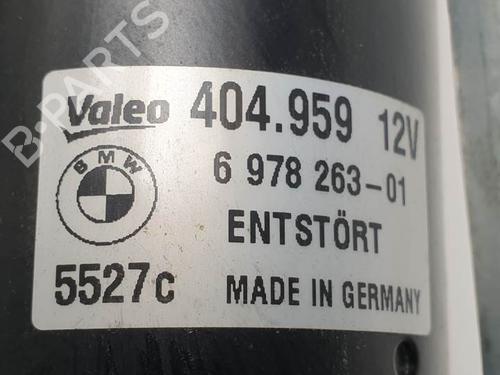 B-PARTS
Valeo 404.959 12V
BMW
6 978 263-01
ENTSTÖRT
5527c MADE IN GERMANY